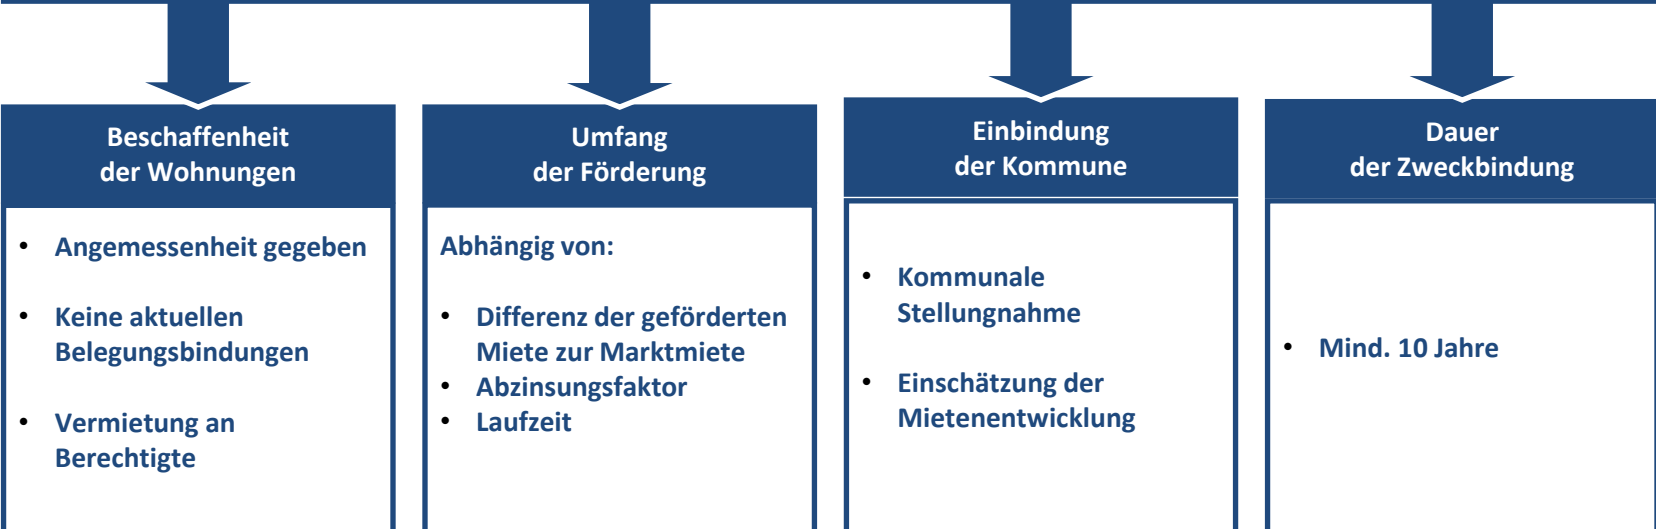 Beschaffenheit
der Wohnungen
• Angemessenheit gegeben
• Keine aktuellen
Belegungsbindungen
• Vermietung an
Berechtigte
Umfang
der Förderung
Abhängig von:
• Differenz der geförderten
Miete zur Marktmiete
• Abzinsungsfaktor
• Laufzeit
Einbindung
der Kommune
• Kommunale
Stellungnahme
• Einschätzung der
Mietenentwicklung
Dauer
der Zweckbindung
• Mind. 10 Jahre